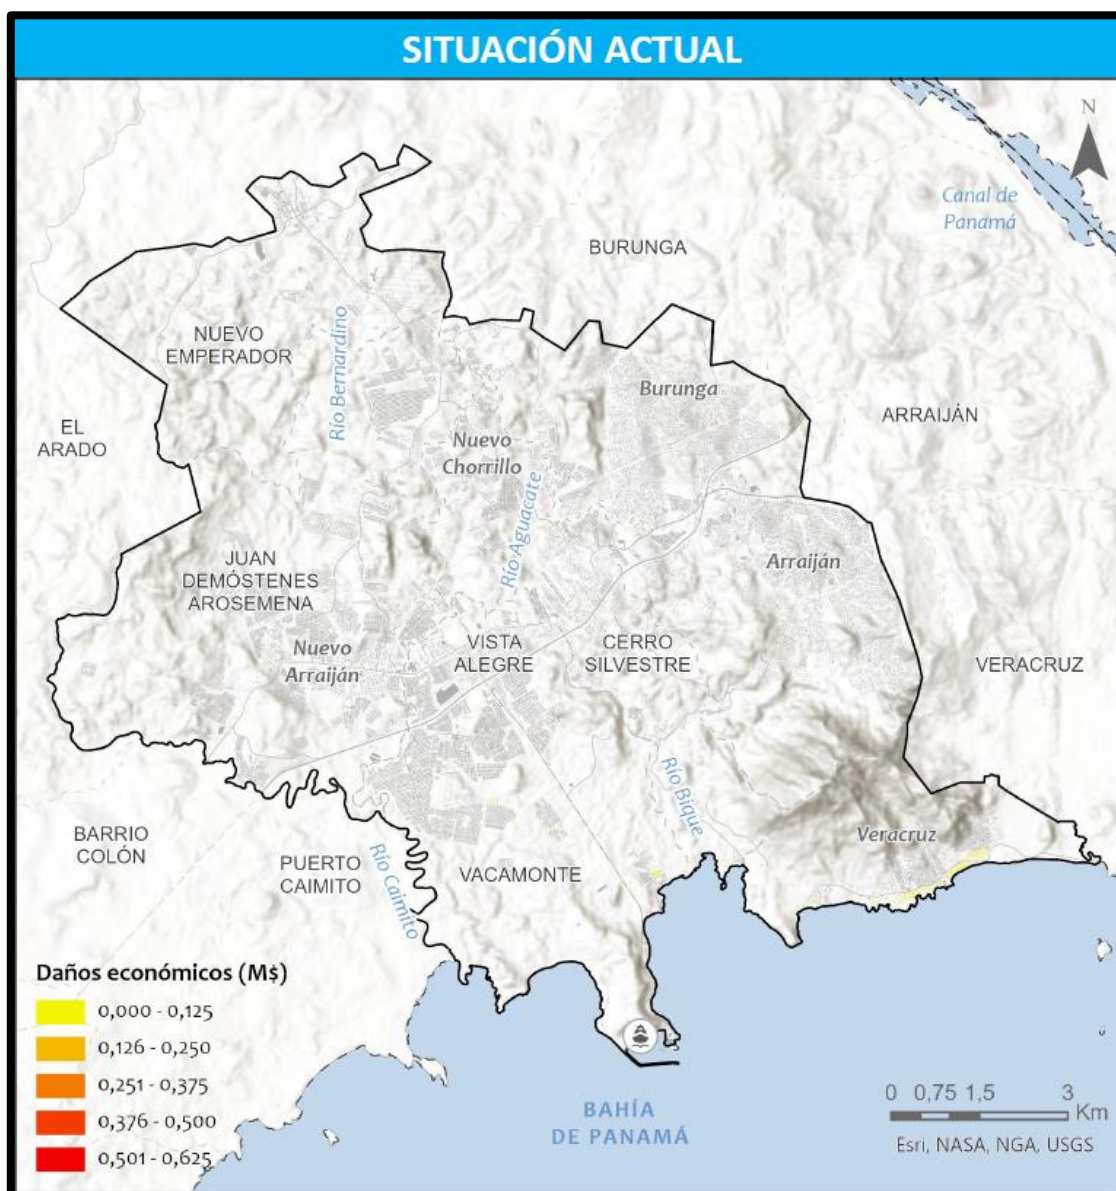 SITUACIÓN ACTUAL
N
Canal de
Panamá
BURUNGA
NUEVO
EMPERADOR
Río Bernardino
Burunga
EL
ARADO
ARRAIJÁN
Nuevo
Chorrillo
Río Aguacate
JUAN
DEMÓSTENES
AROSEMENA
Arraiján
Nuevo
Arraiján
VISTA
ALEGRE
CERRO
SILVESTRE
VERACRUZ
Río Bique
BARRIO
COLÓN
PUERTO
CAIMITO
Río Caimito
VACAMONTE
Veracruz
Daños económicos (M$)
0,000 - 0,125
0,126 - 0,250
0,251 - 0,375
0,376 - 0,500
0,501 - 0,625
BAHÍA
DE PANAMÁ
0 0,75 1,5 3
Km
Esri, NASA, NGA, USGS